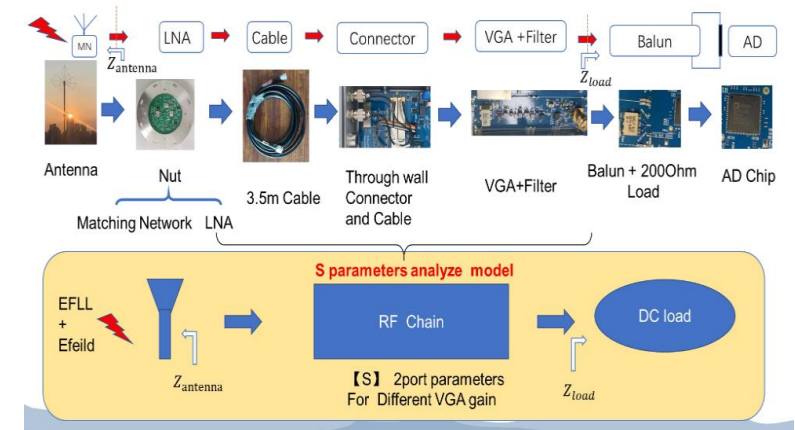 MN
LNA
Cable
Connector
VGA +Filter
Balun
AD
Z_antenna
Z_load
Antenna
Nut
3.5m Cable
Through wall
Connector
and Cable
VGA+Filter
Balun + 200Ohm
Load
AD Chip
Matching Network LNA
S parameters analyze model
EFLL
+
Efeild
Z_antenna
RF Chain
DC load
【S】 2port parameters
For Different VGA gain
Z_load